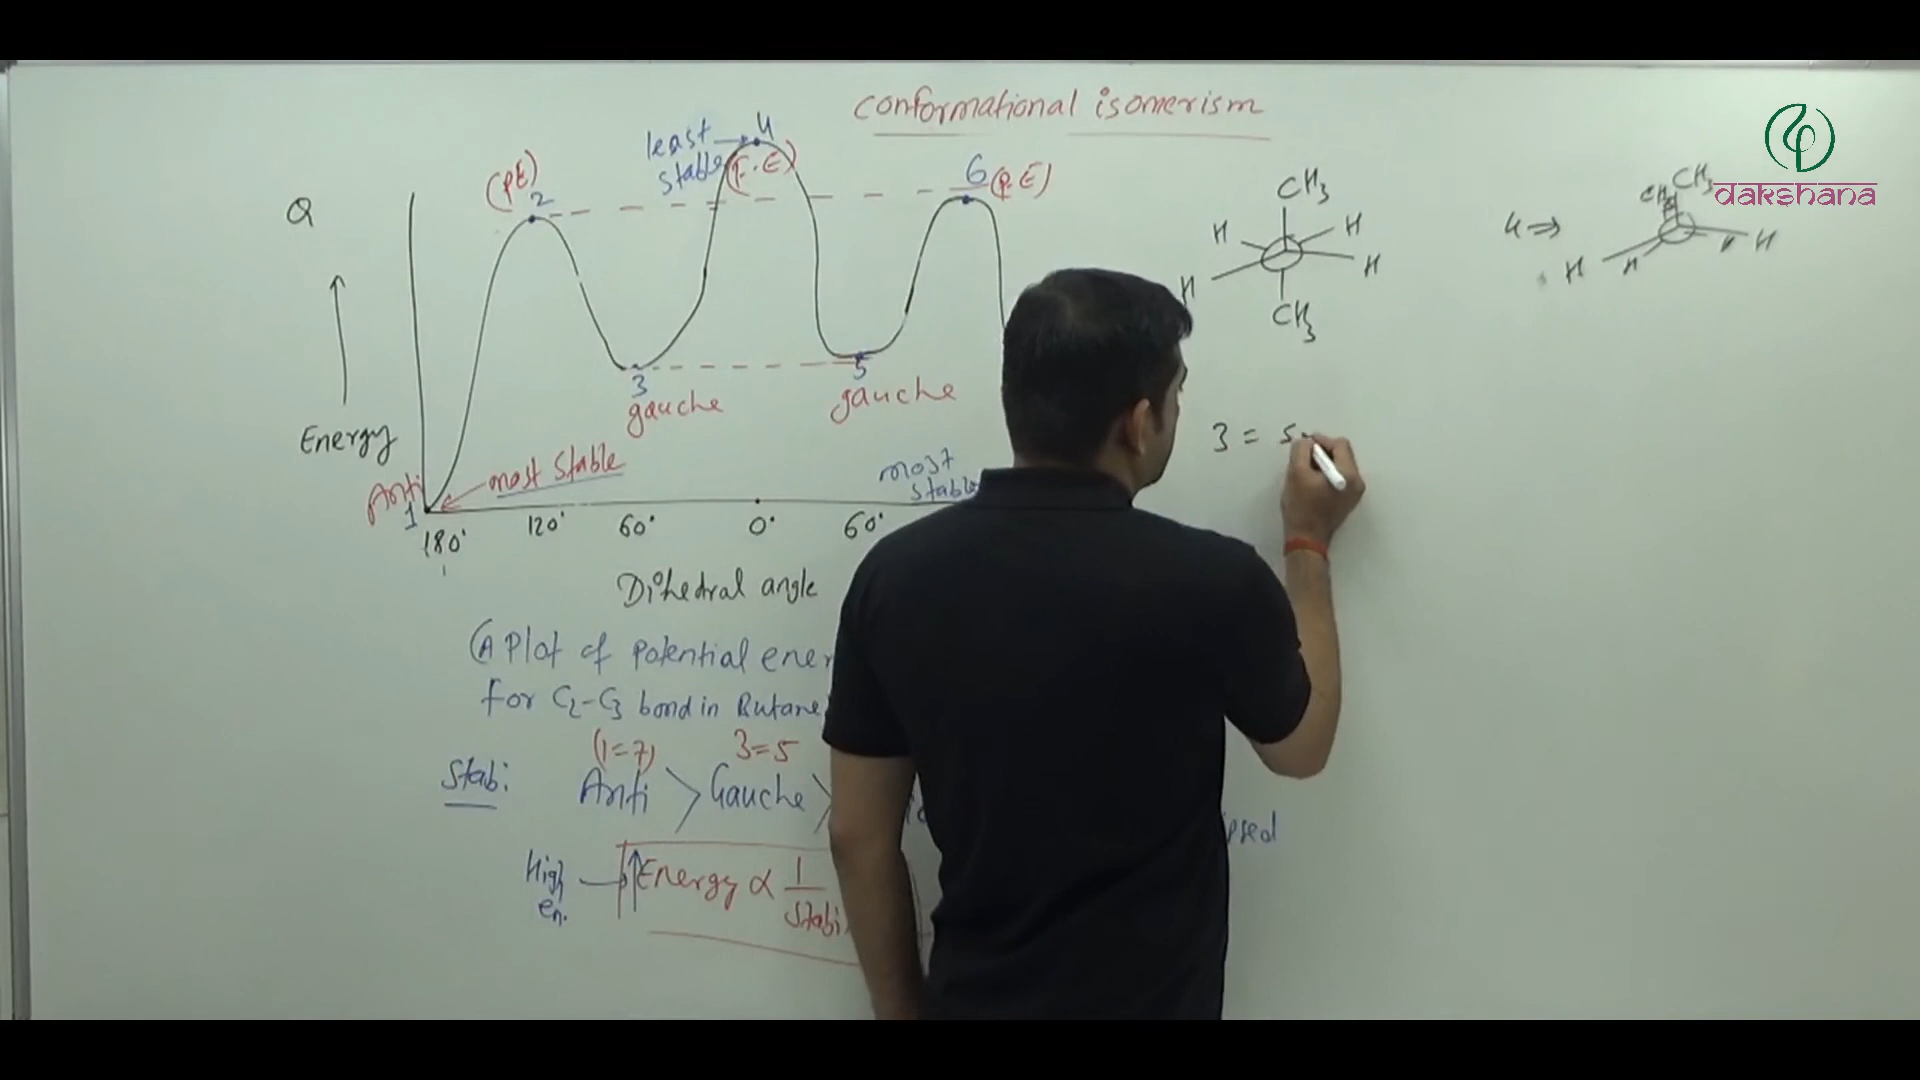 Conformational isomerism
dakshana
Q
Energy
(PE)
2
least
stable
4
(F.E)
6 (P.E)
3
gauche
5
gauche
Anti
1
most stable
most
stable
180° 120° 60° 0° 60°
Dihedral angle
(A Plot of potential ener
for C2-C3 bond in Butane
(1=7) 3=5
Stabi: Anti > Gauche >
psed
High
en.
↑Energy ∝ 1/Stabi.
CH3
H H
H H
CH3
4 ⇒
CH3 CH3
H H H
3 = 5